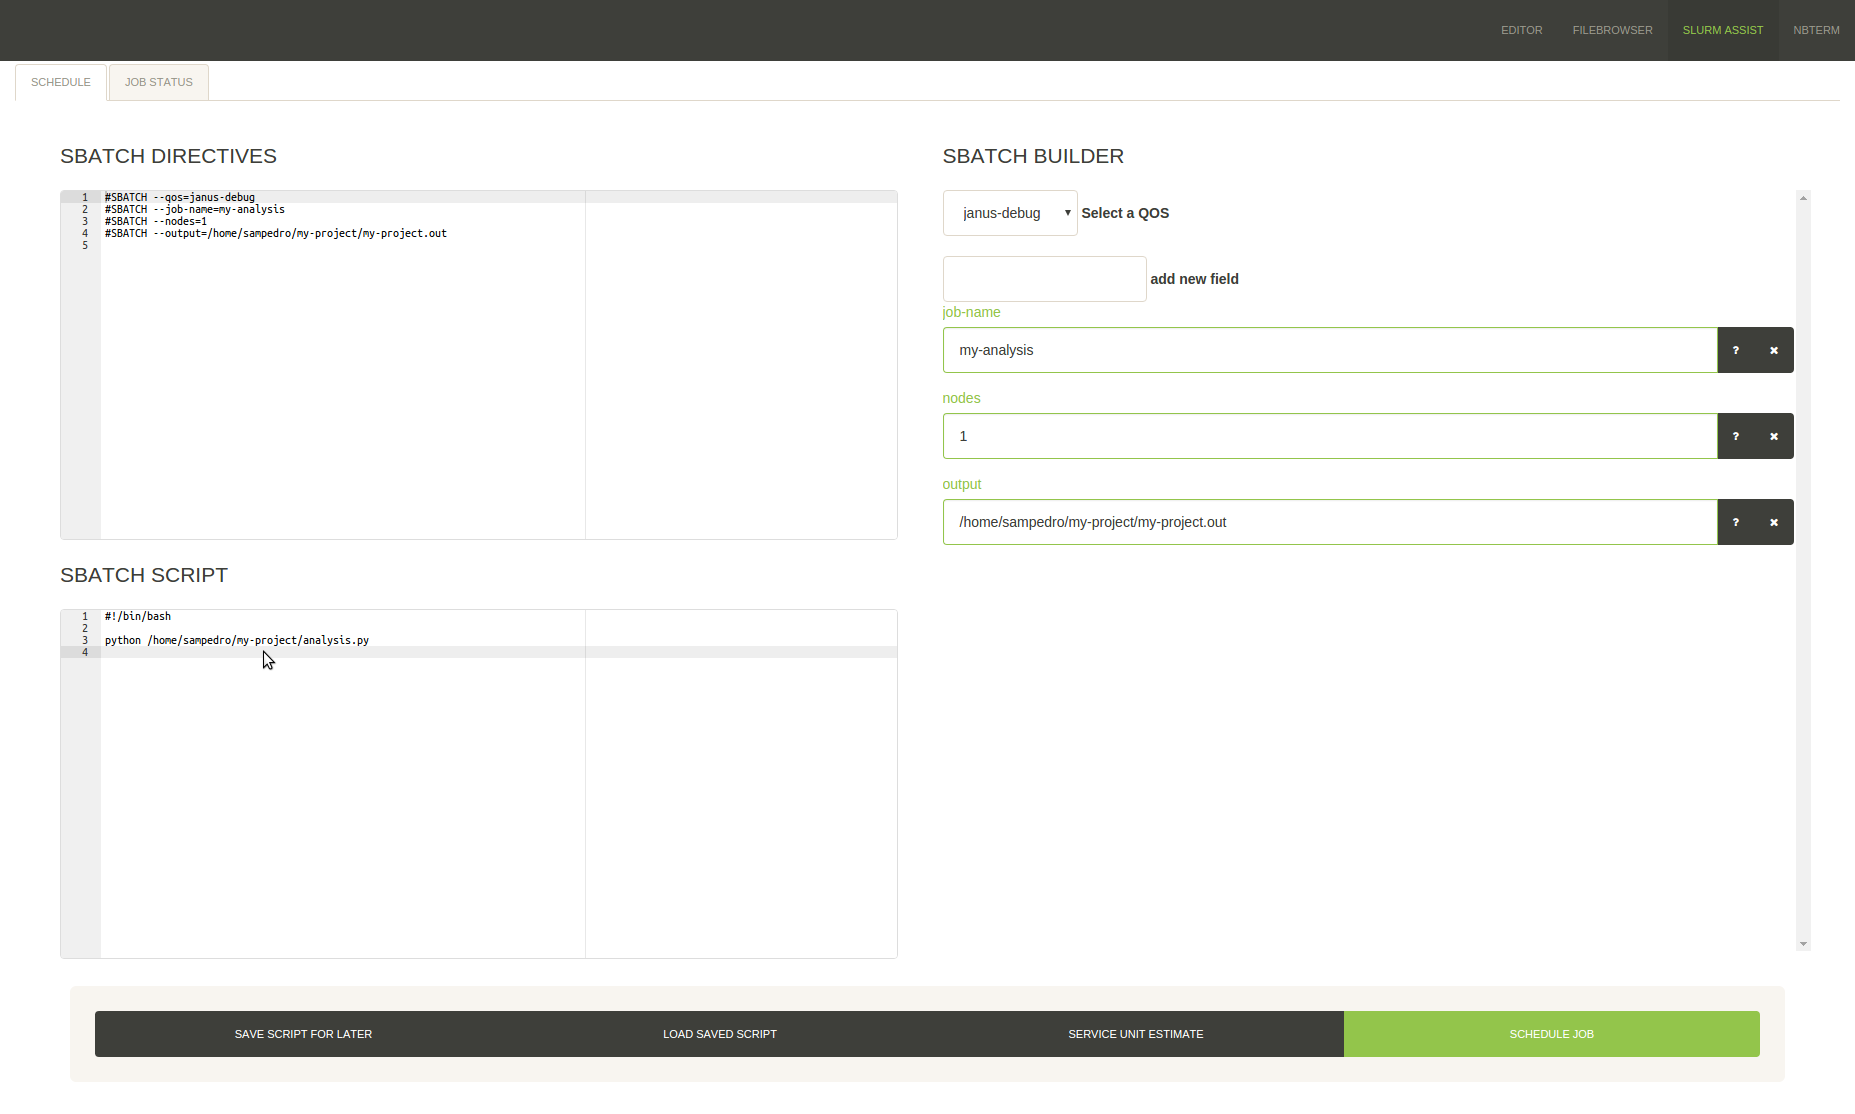 EDITOR
FILEBROWSER
SLURM ASSIST
NBTERM
SCHEDULE
JOB STATUS
SBATCH DIRECTIVES
1 #SBATCH --qos=janus-debug
2 #SBATCH --job-name=my-analysis
3 #SBATCH --nodes=1
4 #SBATCH --output=/home/sampedro/my-project/my-project.out
5
SBATCH SCRIPT
1 #!/bin/bash
2
3 python /home/sampedro/my-project/analysis.py
4
SBATCH BUILDER
janus-debug Select a QOS
add new field
job-name
my-analysis ?
nodes
1 ?
output
/home/sampedro/my-project/my-project.out ?
SAVE SCRIPT FOR LATER
LOAD SAVED SCRIPT
SERVICE UNIT ESTIMATE
SCHEDULE JOB